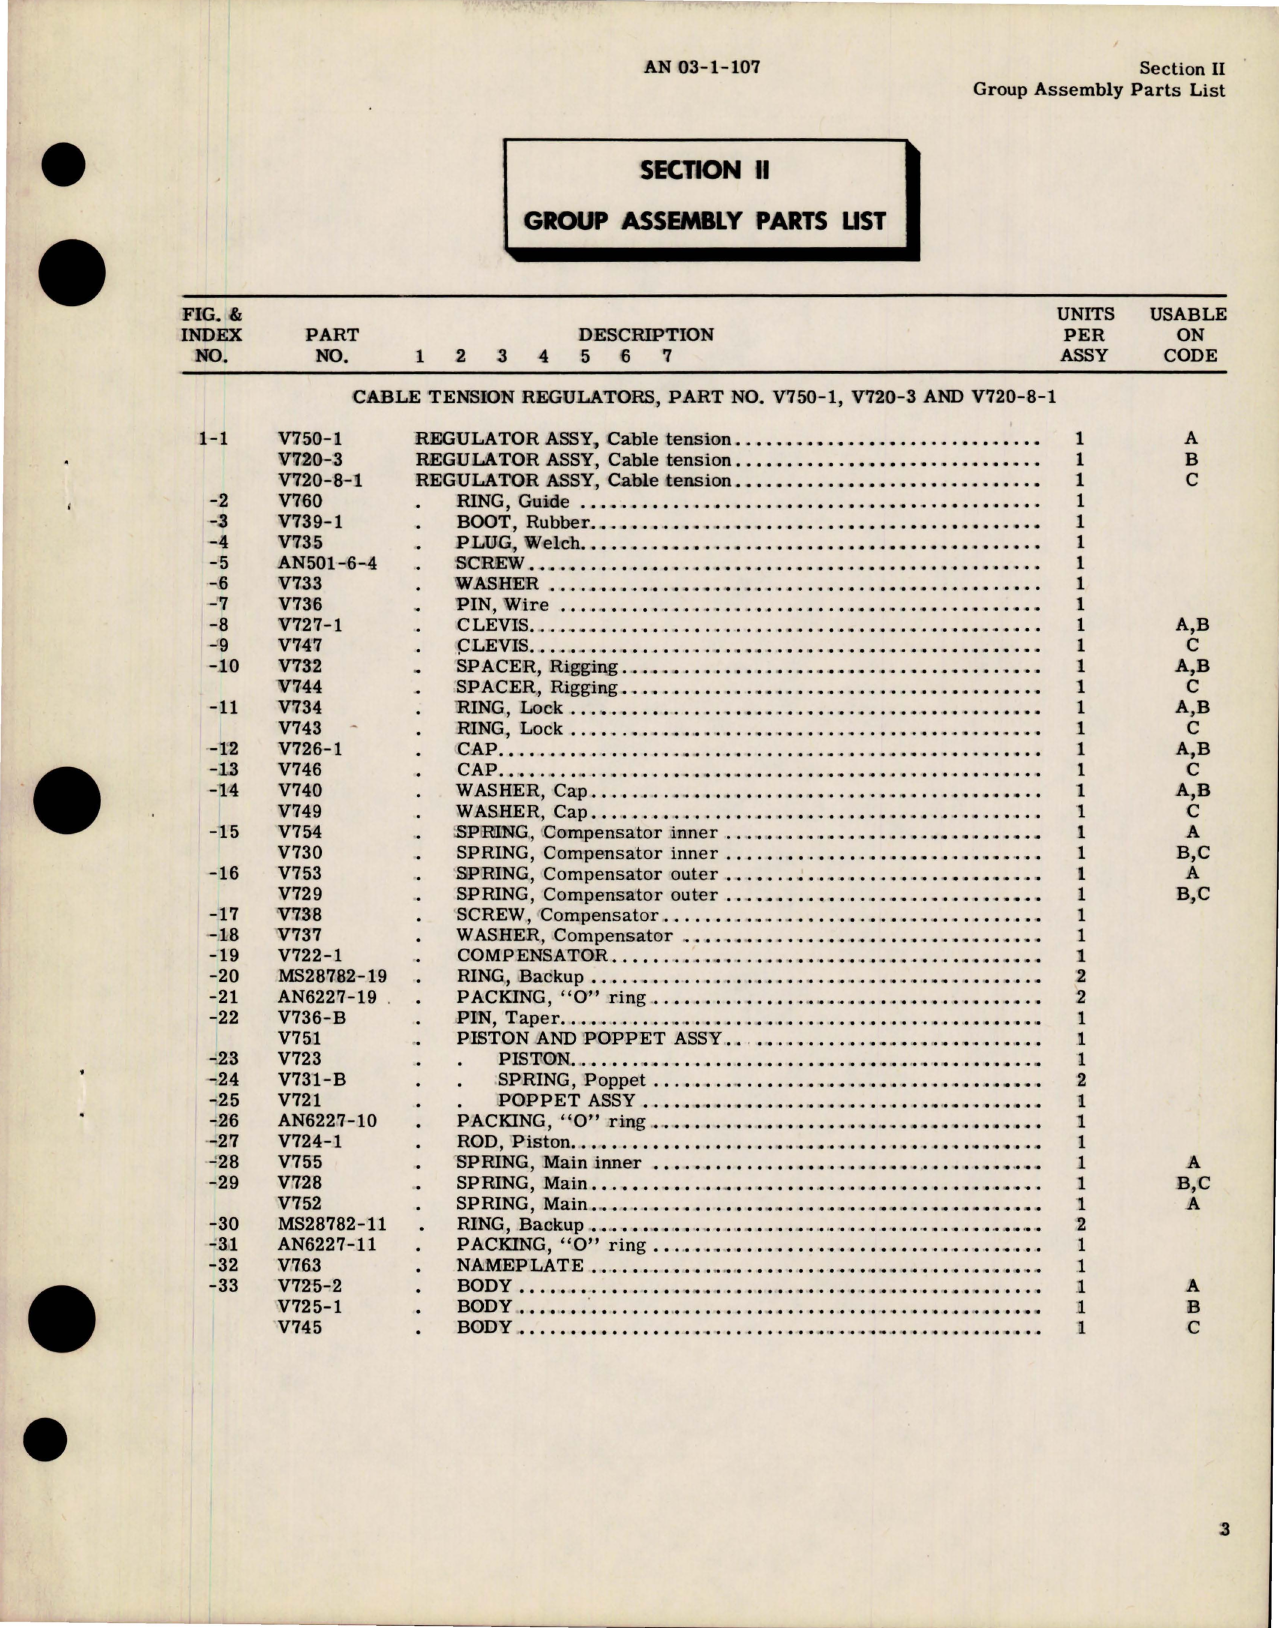 AN 03-1-107
Section II
Group Assembly Parts List
SECTION II
GROUP ASSEMBLY PARTS LIST
FIG. & INDEX NO. PART NO. DESCRIPTION 1 2 3 4 5 6 7 UNITS PER ASSY USABLE ON CODE
CABLE TENSION REGULATORS, PART NO. V750-1, V720-3 AND V720-8-1
1-1 V750-1 REGULATOR ASSY, Cable tension 1 A
V720-3 REGULATOR ASSY, Cable tension 1 B
V720-8-1 REGULATOR ASSY, Cable tension 1 C
-2 V760 . RING, Guide 1
-3 V739-1 . BOOT, Rubber 1
-4 V735 . PLUG, Welch 1
-5 AN501-6-4 . SCREW 1
-6 V733 . WASHER 1
-7 V736 . PIN, Wire 1
-8 V727-1 . CLEVIS 1 A,B
-9 V747 . CLEVIS 1 C
-10 V732 . SPACER, Rigging 1 A,B
V744 . SPACER, Rigging 1 C
-11 V734 . RING, Lock 1 A,B
V743 . RING, Lock 1 C
-12 V726-1 . CAP 1 A,B
-13 V746 . CAP 1 C
-14 V740 . WASHER, Cap 1 A,B
V749 . WASHER, Cap 1 C
-15 V754 . SPRING, Compensator inner 1 A
V730 . SPRING, Compensator inner 1 B,C
-16 V753 . SPRING, Compensator outer 1 A
V729 . SPRING, Compensator outer 1 B,C
-17 V738 . SCREW, Compensator 1
-18 V737 . WASHER, Compensator 1
-19 V722-1 . COMPENSATOR 1
-20 MS28782-19 . RING, Backup 2
-21 AN6227-19 . PACKING, "O" ring 2
-22 V736-B . PIN, Taper 1
V751 . PISTON AND POPPET ASSY 1
-23 V723 . . PISTON 1
-24 V731-B . . SPRING, Poppet 2
-25 V721 . . POPPET ASSY 1
-26 AN6227-10 . PACKING, "O" ring 1
-27 V724-1 . ROD, Piston 1
-28 V755 . SPRING, Main inner 1 A
-29 V728 . SPRING, Main 1 B,C
V752 . SPRING, Main 1 A
-30 MS28782-11 . RING, Backup 2
-31 AN6227-11 . PACKING, "O" ring 1
-32 V763 . NAMEPLATE 1
-33 V725-2 . BODY 1 A
V725-1 . BODY 1 B
V745 . BODY 1 C
3